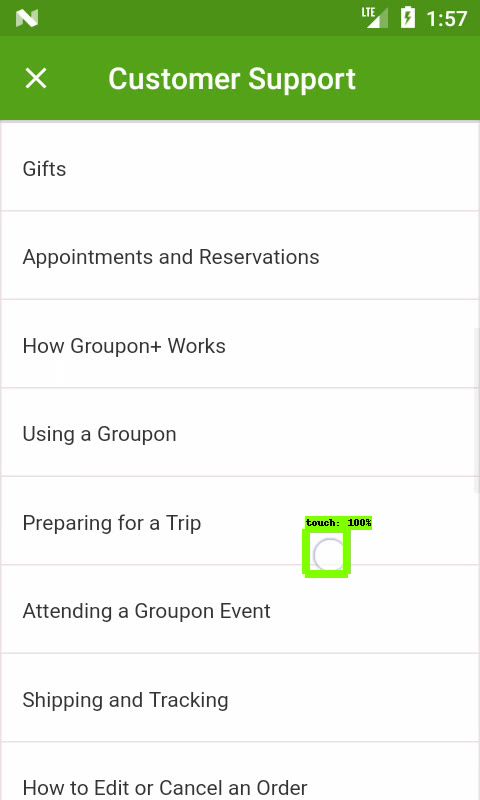 LTE 1:57
Customer Support
Gifts
Appointments and Reservations
How Groupon+ Works
Using a Groupon
Preparing for a Trip
touch: 100%
Attending a Groupon Event
Shipping and Tracking
How to Edit or Cancel an Order